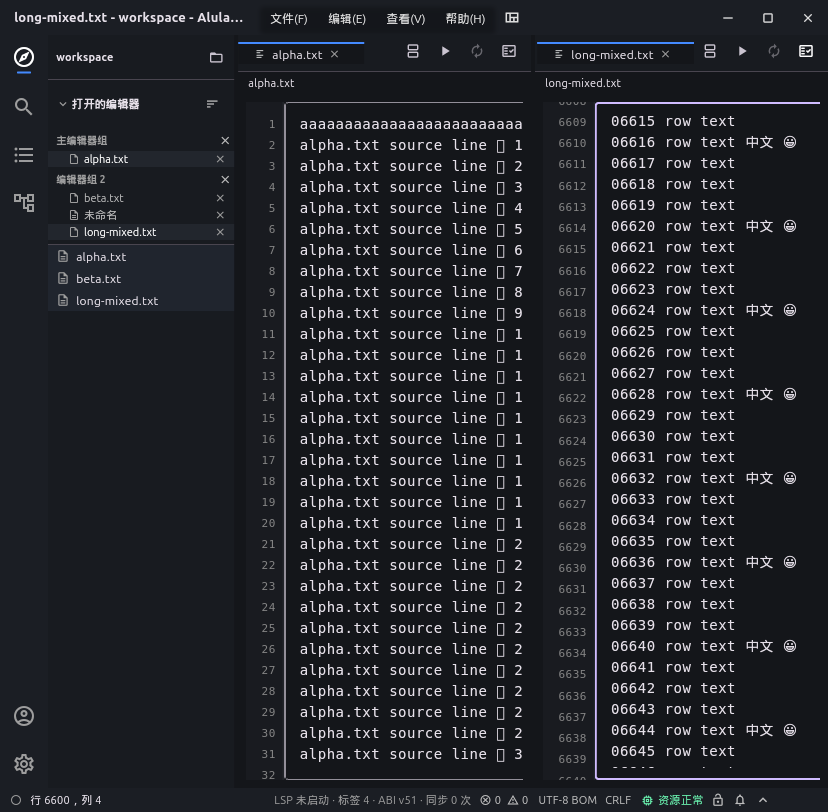 long-mixed.txt - workspace - Alula...
文件(F) 编辑(E) 查看(V) 帮助(H)
workspace
打开的编辑器
主编辑器组
alpha.txt
编辑器组 2
beta.txt
未命名
long-mixed.txt
alpha.txt
beta.txt
long-mixed.txt
alpha.txt
alpha.txt
1 aaaaaaaaaaaaaaaaaaaaaaaaa
2 alpha.txt source line 1
3 alpha.txt source line 2
4 alpha.txt source line 3
5 alpha.txt source line 4
6 alpha.txt source line 5
7 alpha.txt source line 6
8 alpha.txt source line 7
9 alpha.txt source line 8
10 alpha.txt source line 9
11 alpha.txt source line 1
12 alpha.txt source line 1
13 alpha.txt source line 1
14 alpha.txt source line 1
15 alpha.txt source line 1
16 alpha.txt source line 1
17 alpha.txt source line 1
18 alpha.txt source line 1
19 alpha.txt source line 1
20 alpha.txt source line 1
21 alpha.txt source line 2
22 alpha.txt source line 2
23 alpha.txt source line 2
24 alpha.txt source line 2
25 alpha.txt source line 2
26 alpha.txt source line 2
27 alpha.txt source line 2
28 alpha.txt source line 2
29 alpha.txt source line 2
30 alpha.txt source line 2
31 alpha.txt source line 3
32
long-mixed.txt
long-mixed.txt
6609 06615 row text
6610 06616 row text 中文 😀
6611 06617 row text
6612 06618 row text
6613 06619 row text
6614 06620 row text 中文 😀
6615 06621 row text
6616 06622 row text
6617 06623 row text
6618 06624 row text 中文 😀
6619 06625 row text
6620 06626 row text
6621 06627 row text
6622 06628 row text 中文 😀
6623 06629 row text
6624 06630 row text
6625 06631 row text
6626 06632 row text 中文 😀
6627 06633 row text
6628 06634 row text
6629 06635 row text
6630 06636 row text 中文 😀
6631 06637 row text
6632 06638 row text
6633 06639 row text
6634 06640 row text 中文 😀
6635 06641 row text
6636 06642 row text
6637 06643 row text
6638 06644 row text 中文 😀
6639 06645 row text
行 6600，列 4
LSP 未启动 · 标签 4 · ABI v51 · 同步 0 次 0 0 UTF-8 BOM CRLF 资源正常